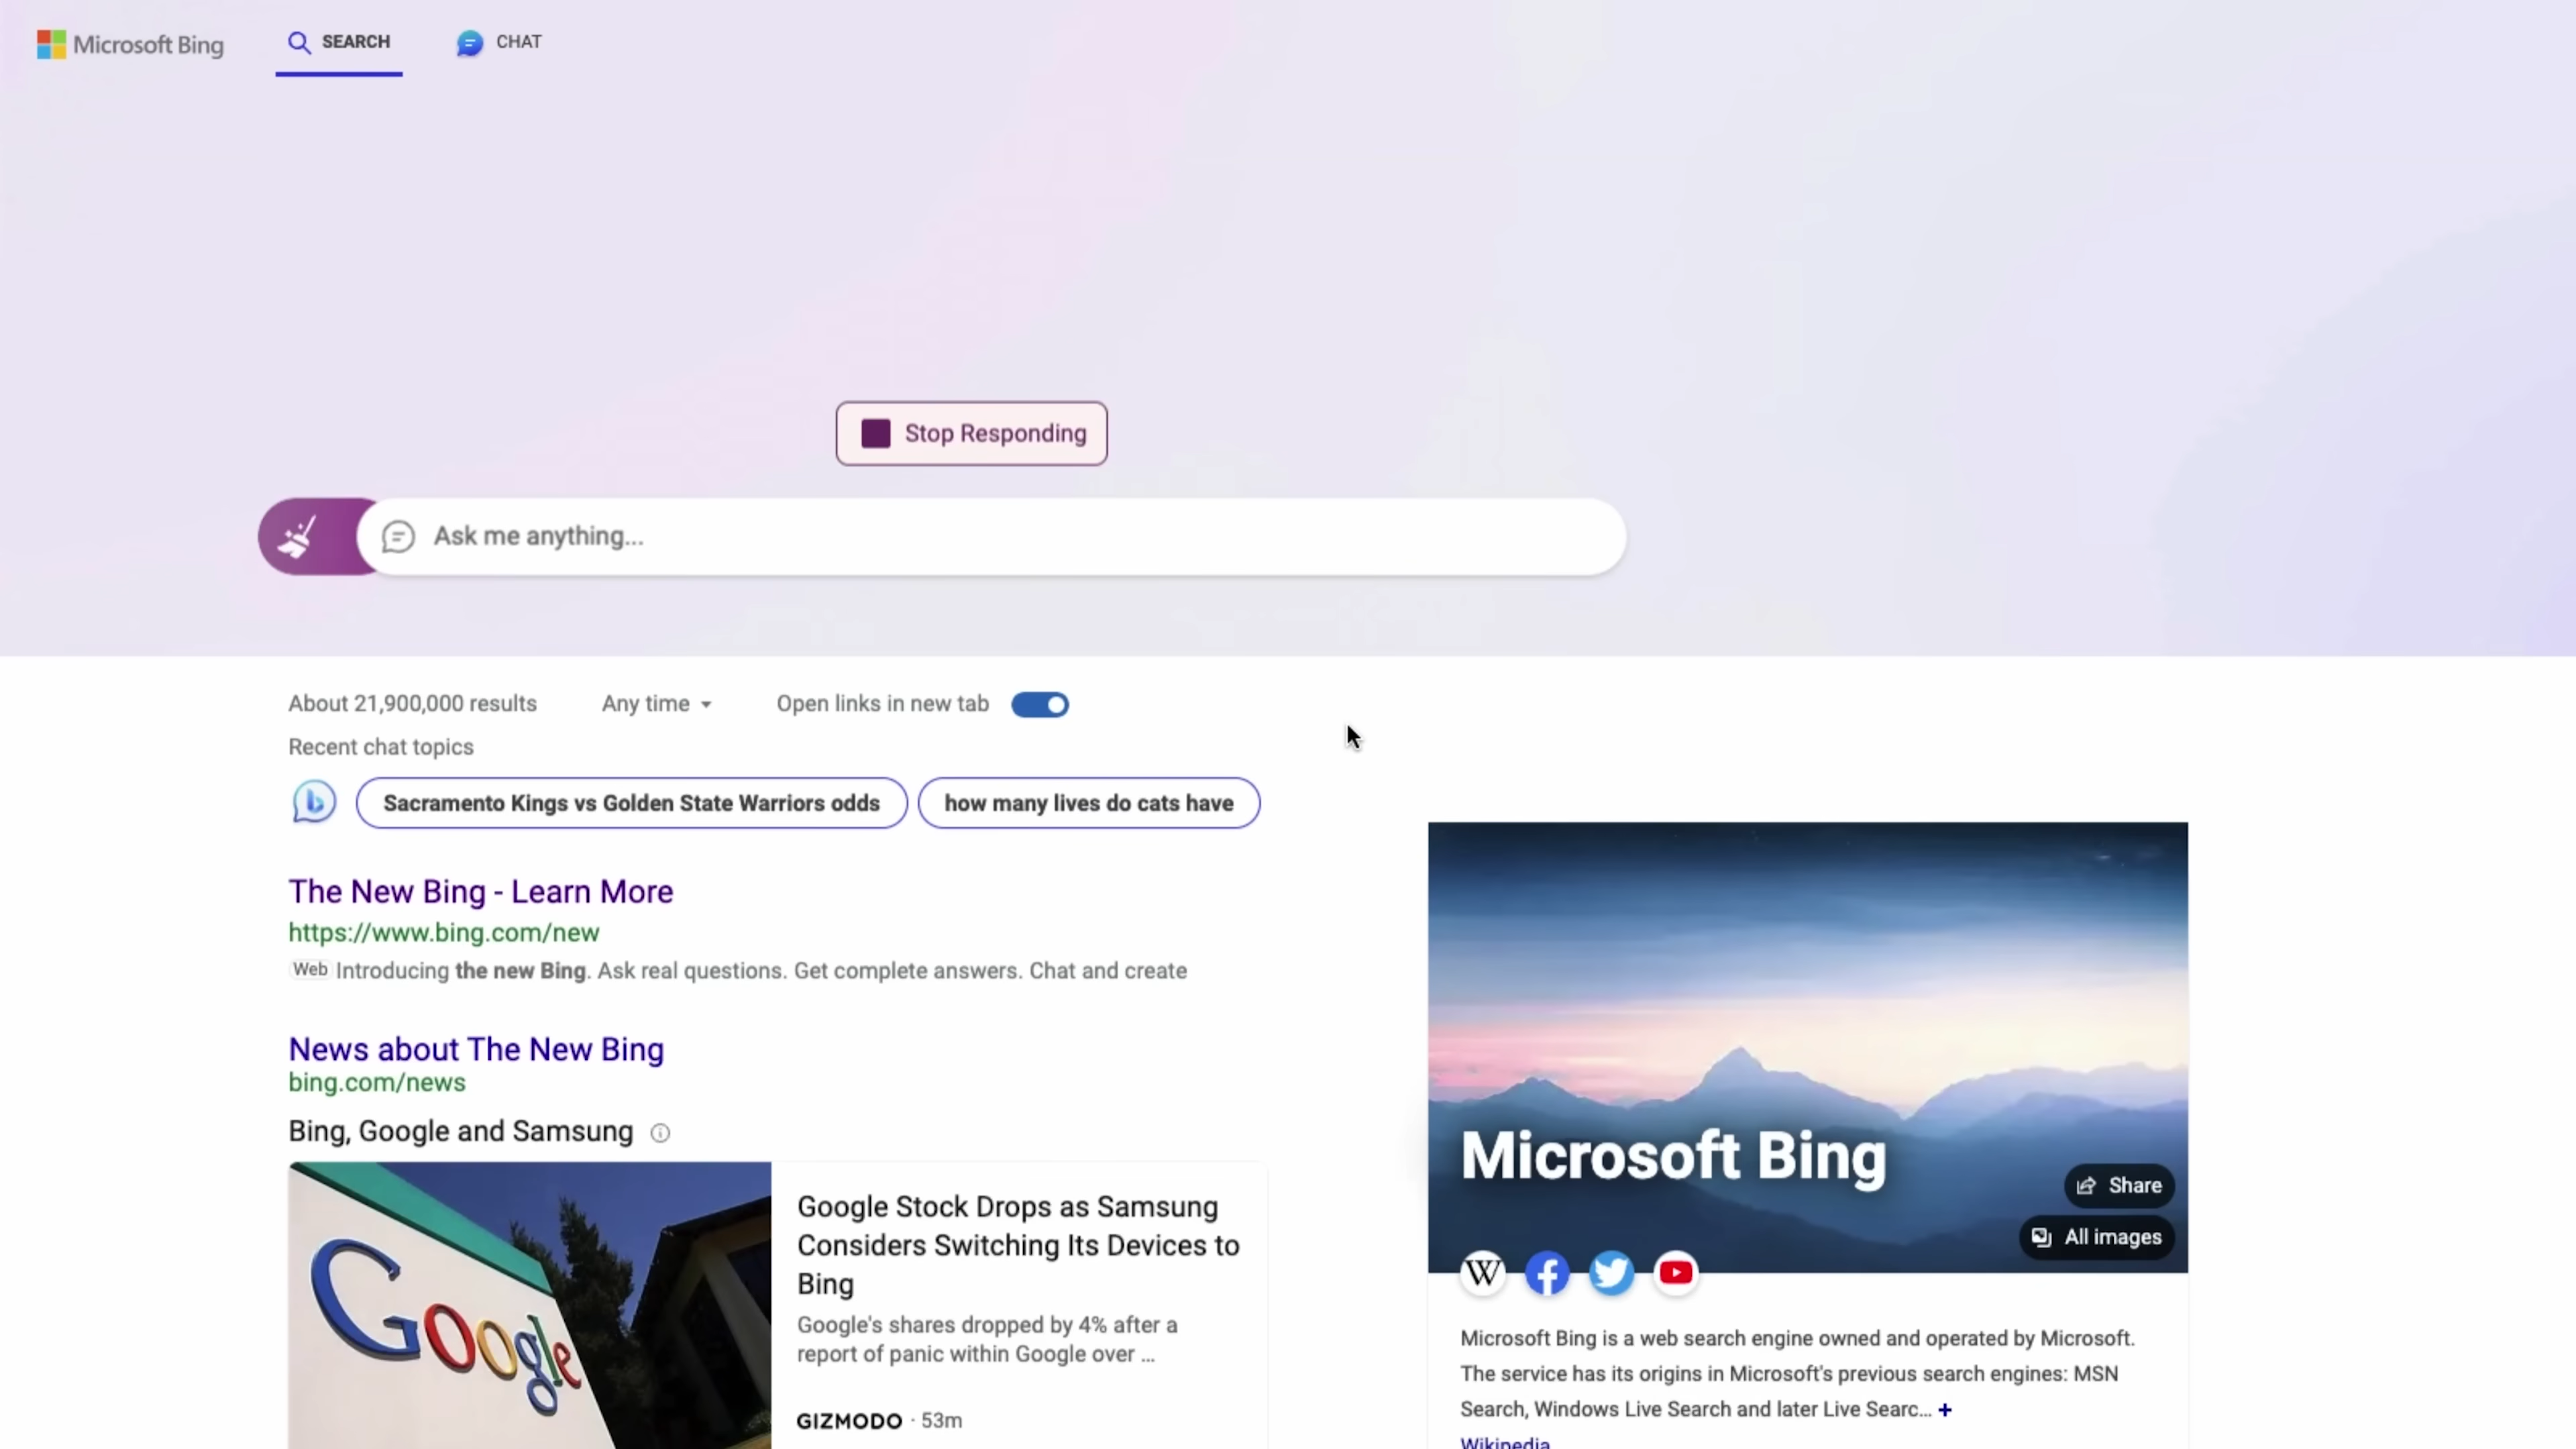 Microsoft Bing
SEARCH
CHAT
Stop Responding
Ask me anything...
About 21,900,000 results
Any time
Open links in new tab
Recent chat topics
b
Sacramento Kings vs Golden State Warriors odds
how many lives do cats have
The New Bing - Learn More
https://www.bing.com/new
Web Introducing the new Bing. Ask real questions. Get complete answers. Chat and create
News about The New Bing
bing.com/news
Bing, Google and Samsung
Google
Google Stock Drops as Samsung
Considers Switching Its Devices to
Bing
Google's shares dropped by 4% after a
report of panic within Google over ...
GIZMODO · 53m
Microsoft Bing
Share
All images
W
f
Microsoft Bing is a web search engine owned and operated by Microsoft.
The service has its origins in Microsoft's previous search engines: MSN
Search, Windows Live Search and later Live Searc... +
Wikipedia